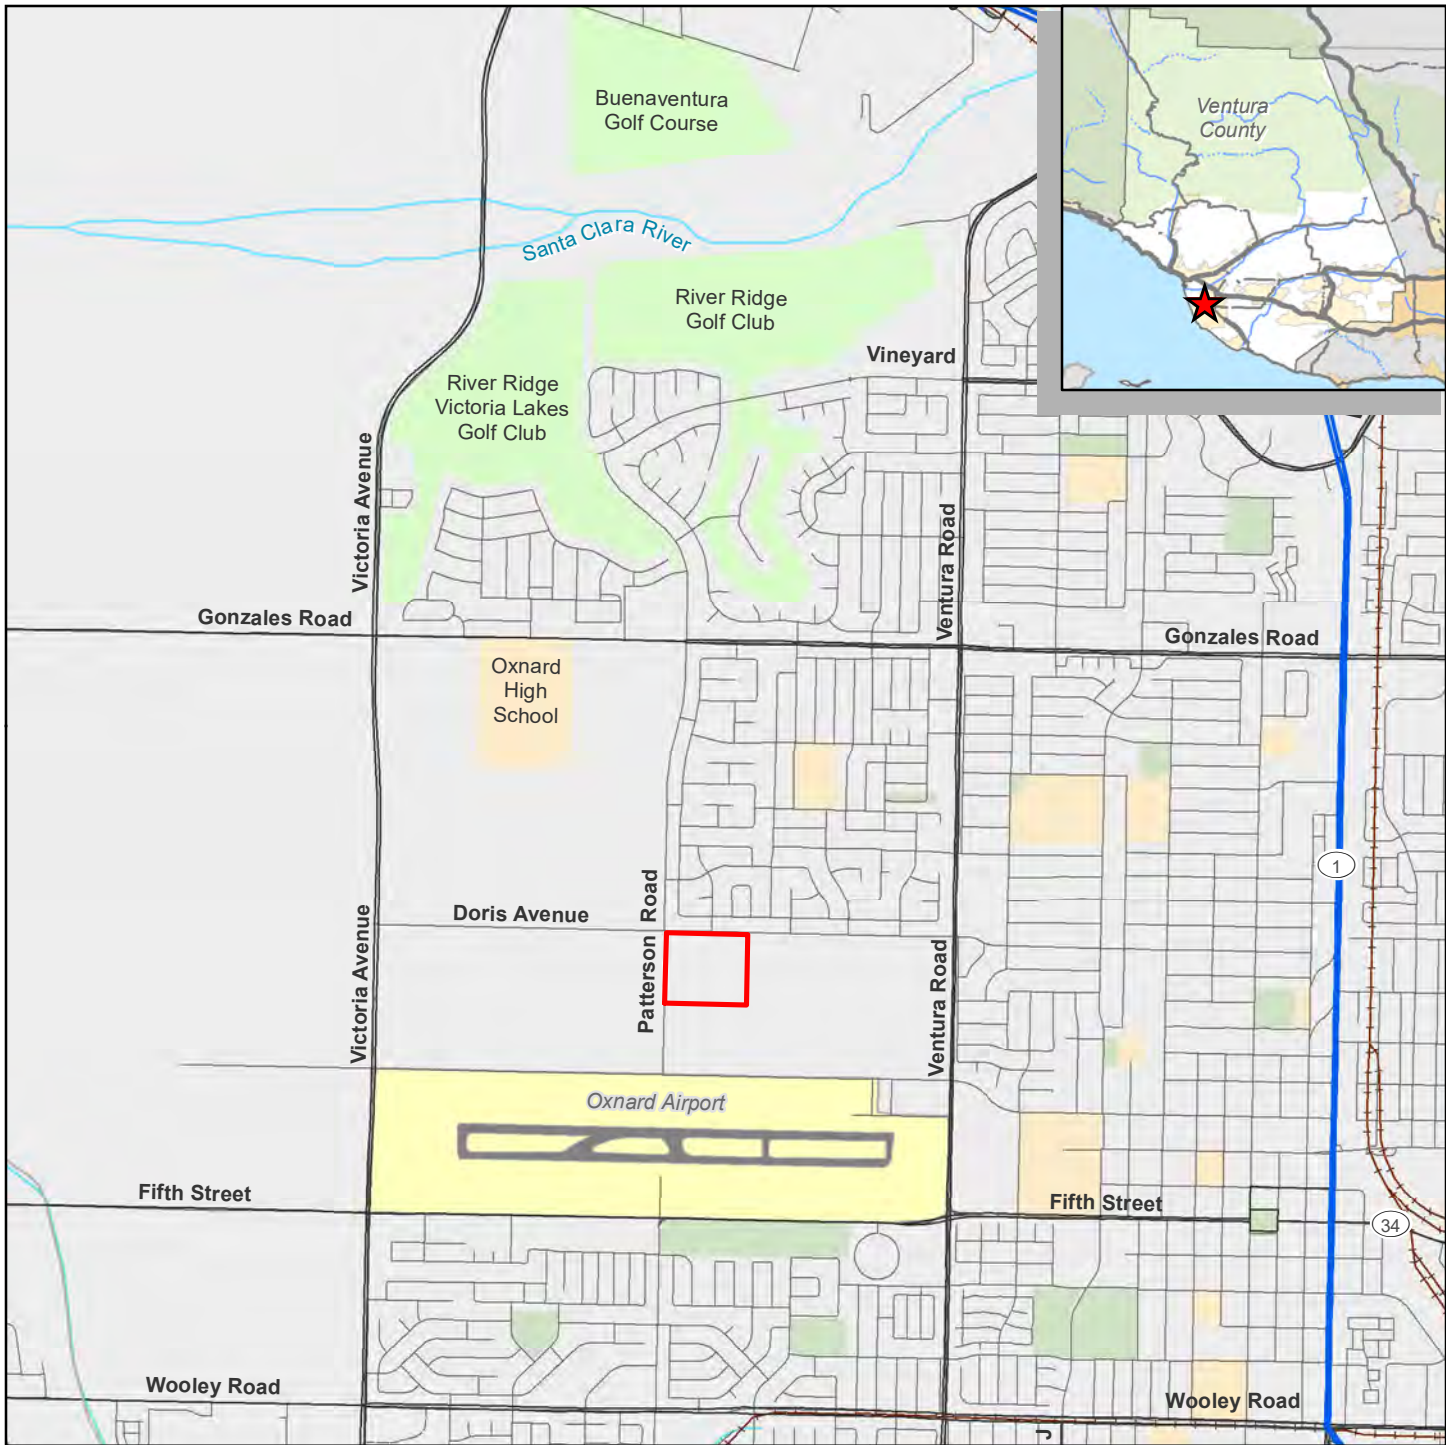 Buenaventura
Golf Course
Ventura
County
Santa Clara River
River Ridge
Golf Club
Vineyard
River Ridge
Victoria Lakes
Golf Club
Victoria Avenue
Ventura Road
Gonzales Road
Gonzales Road
Oxnard
High
School
1
Patterson Road
Doris Avenue
Victoria Avenue
Ventura Road
Oxnard Airport
Fifth Street
Fifth Street
34
Wooley Road
Wooley Road
J